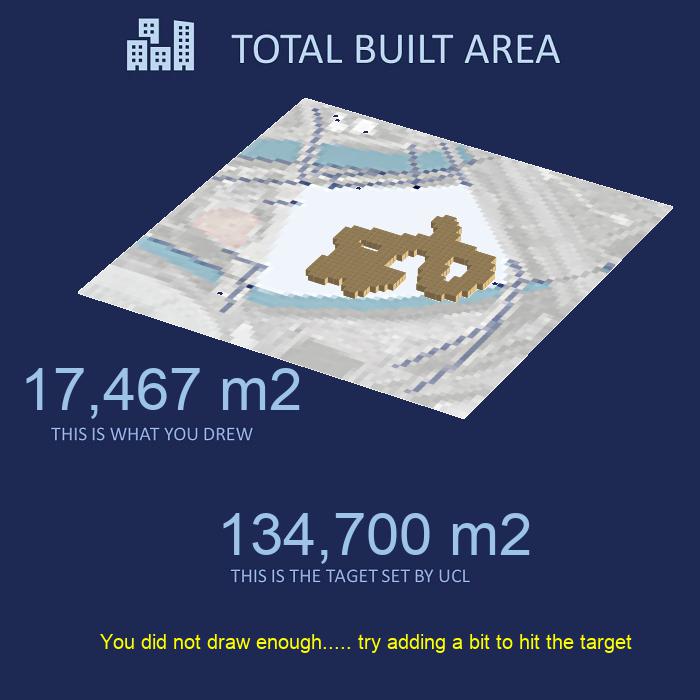 TOTAL BUILT AREA
17,467 m2
THIS IS WHAT YOU DREW
134,700 m2
THIS IS THE TAGET SET BY UCL
You did not draw enough..... try adding a bit to hit the target